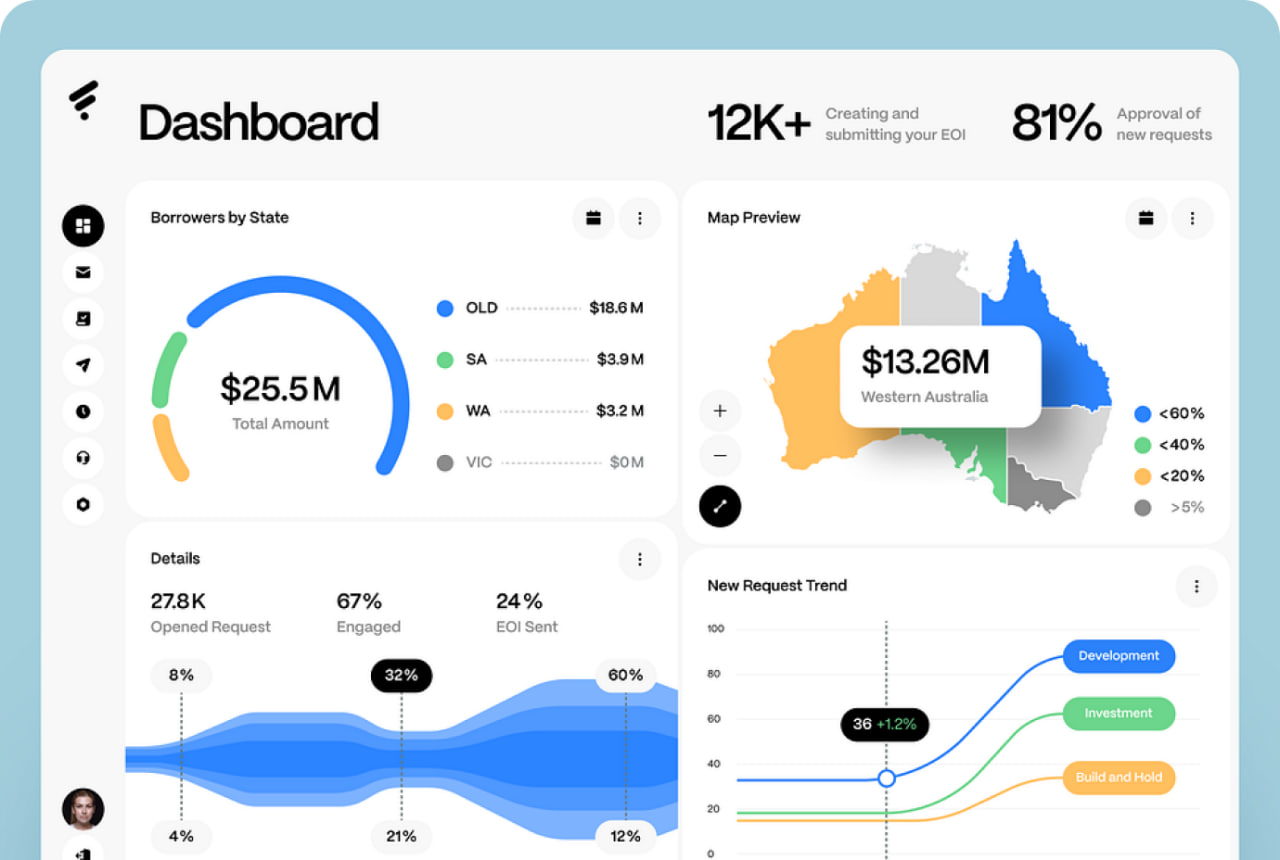 Dashboard
12K+
Creating and
submitting your EOI
81%
Approval of
new requests
Borrowers by State
$25.5 M
Total Amount
OLD $18.6 M
SA $3.9 M
WA $3.2 M
VIC $0 M
Map Preview
$13.26M
Western Australia
+
−
<60%
<40%
<20%
>5%
Details
27.8 K
Opened Request
67%
Engaged
24 %
EOI Sent
8%
32%
60%
4%
21%
12%
New Request Trend
100
80
60
40
20
0
36 +1.2%
Development
Investment
Build and Hold